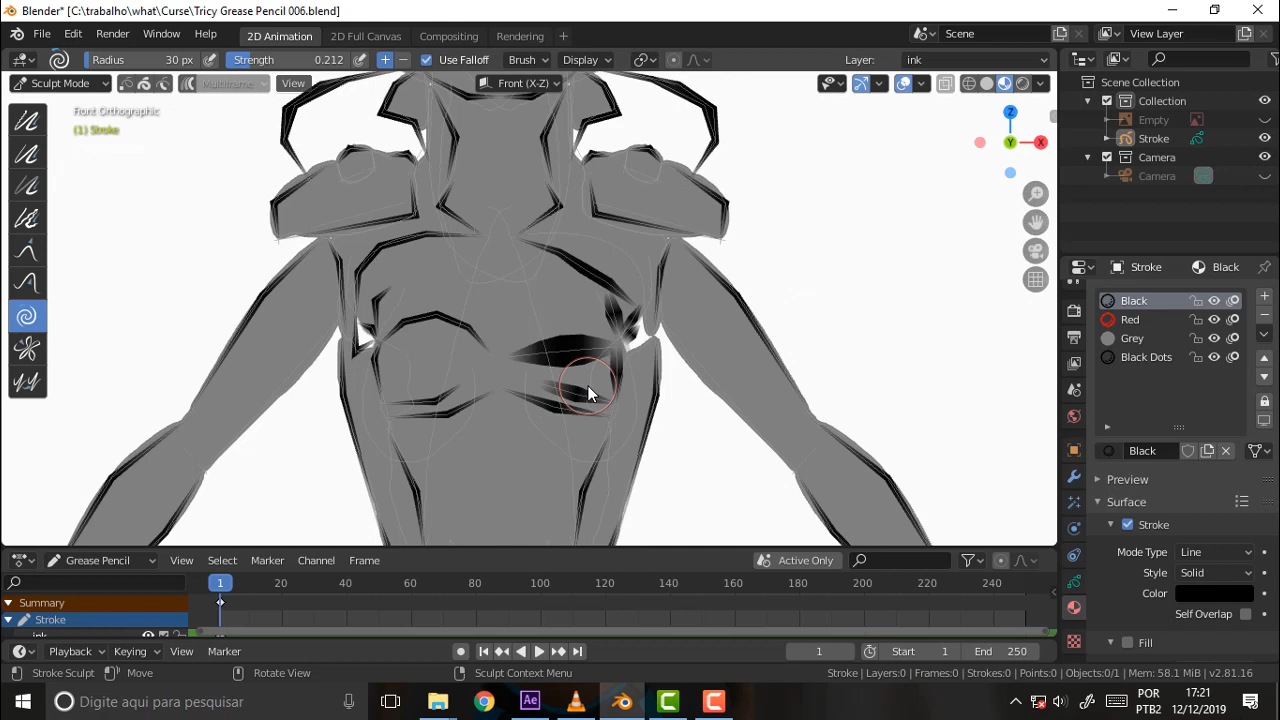 Blender* [C:\trabalho\what\Curse\Tricy Grease Pencil 006.blend]
File Edit Render Window Help 2D Animation 2D Full Canvas Compositing Rendering + Scene View Layer
Radius 30 px Strength 0.212 + − Use Falloff Brush Display Layer: ink
Sculpt Mode Multiframe View Front (X-Z)
Front Orthographic
(1) Stroke
Z
Y
X
Scene Collection
Collection
Empty
Stroke
Camera
Camera
Stroke Black
Black
Red
Grey
Black Dots
Black
Preview
Surface
Stroke
Mode Type Line
Style Solid
Color
Self Overlap
Fill
Grease Pencil View Select Marker Channel Frame Active Only
1 20 40 60 80 100 120 140 160 180 200 220 240
Summary
Stroke
ink
Playback Keying View Marker 1 Start 1 End 250
Stroke Sculpt Move Rotate View Sculpt Context Menu Stroke | Layers:0 | Frames:0 | Strokes:0 | Points:0 | Objects:0/1 | Mem: 58.1 MiB | v2.81.16
Digite aqui para pesquisar
Ae
POR
PTB2
17:21
12/12/2019